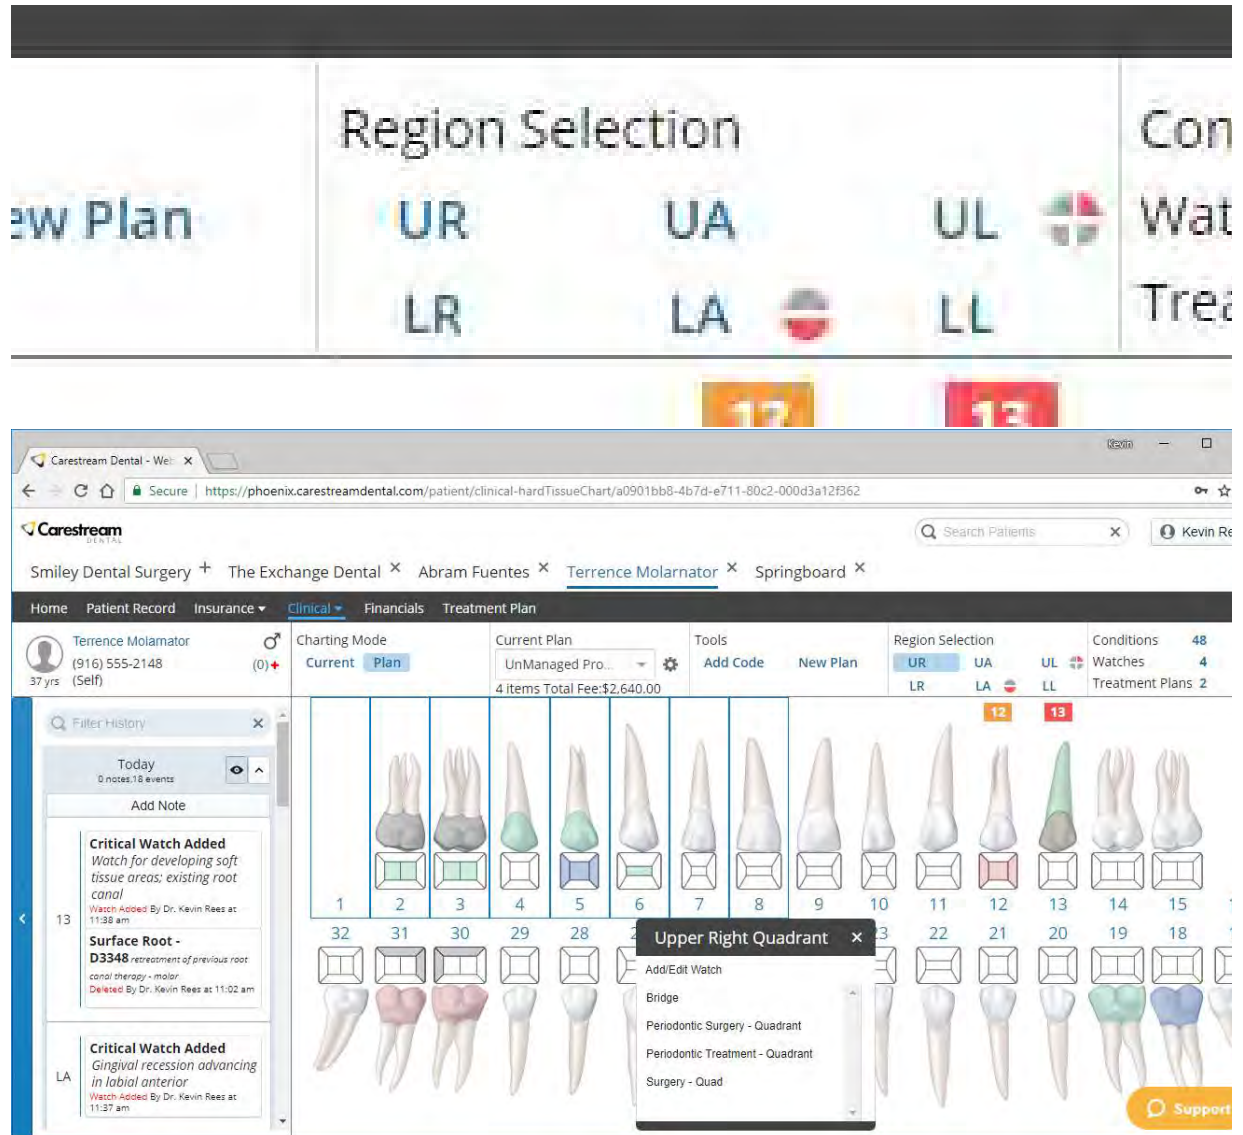 Region Selection
Con
ew Plan
UR UA UL
Wat
LR LA LL
Trea
12 13
Kevin
Carestream Dental - We
Secure https://phoenix.carestreamdental.com/patient/clinical-hardTissueChart/a0901bb8-4b7d-e711-80c2-000d3a12f362
Carestream
DENTAL
Search Patients
Kevin Re
Smiley Dental Surgery + The Exchange Dental × Abram Fuentes × Terrence Molarnator × Springboard ×
Home Patient Record Insurance Clinical Financials Treatment Plan
Terrence Molarnator
(916) 555-2148
(Self)
37 yrs
(0)+
Charting Mode
Current Plan
Current Plan
UnManaged Pro...
4 items Total Fee:$2,640.00
Tools
Add Code New Plan
Region Selection
UR UA UL
LR LA LL
Conditions 48
Watches 4
Treatment Plans 2
Filter History
Today
0 notes,18 events
Add Note
13
Critical Watch Added
Watch for developing soft
tissue areas; existing root
canal
Watch Added By Dr. Kevin Rees at
11:38 am
Surface Root -
D3348 retreatment of previous root
canal therapy - molar
Deleted By Dr. Kevin Rees at 11:02 am
LA
Critical Watch Added
Gingival recession advancing
in labial anterior
Watch Added By Dr. Kevin Rees at
11:37 am
12 13
1 2 3 4 5 6 7 8 9 10 11 12 13 14 15
32 31 30 29 28 2 23 22 21 20 19 18
Upper Right Quadrant ×
Add/Edit Watch
Bridge
Periodontic Surgery - Quadrant
Periodontic Treatment - Quadrant
Surgery - Quad
Support